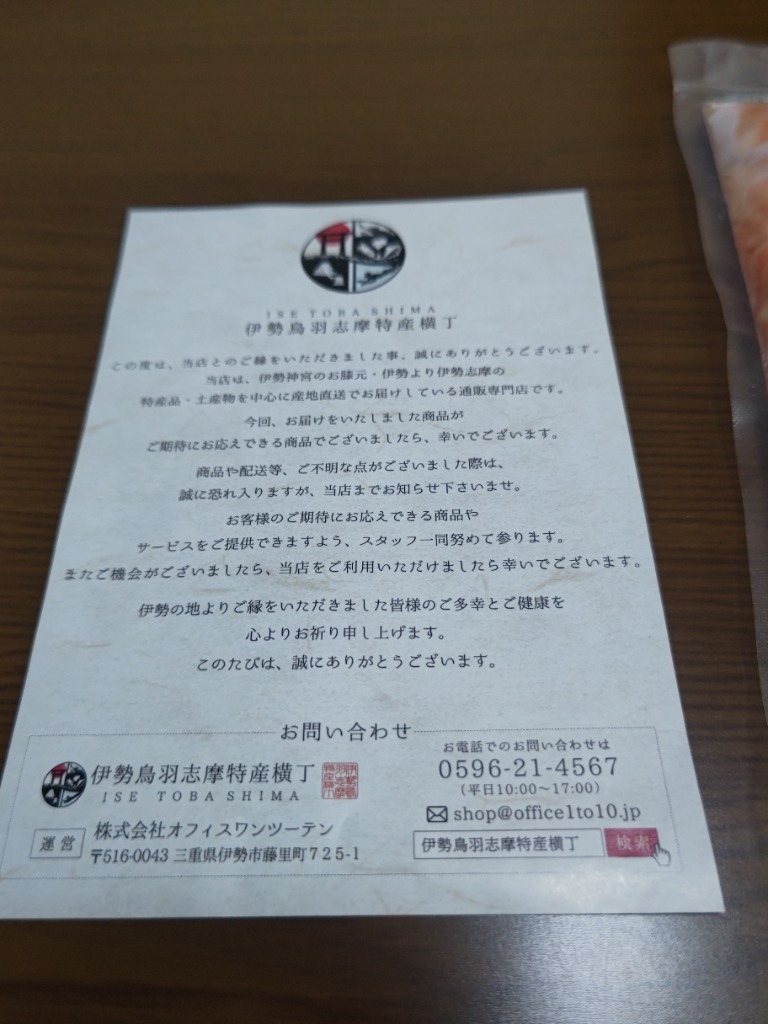 ISE TOBA SHIMA
伊勢鳥羽志摩特産横丁
この度は、当店とのご縁をいただきました事、誠にありがとうございます。
当店は、伊勢神宮のお膝元・伊勢より伊勢志摩の
特産品・土産物を中心に産地直送でお届けしている通販専門店です。
今回、お届けをいたしました商品が
ご期待にお応えできる商品でございましたら、幸いでございます。
商品や配送等、ご不明な点がございました際は、
誠に恐れ入りますが、当店までお知らせ下さいませ。
お客様のご期待にお応えできる商品や
サービスをご提供できますよう、スタッフ一同努めて参ります。
またご機会がございましたら、当店をご利用いただけましたら幸いでございます。
伊勢の地よりご縁をいただきました皆様のご多幸とご健康を
心よりお祈り申し上げます。
このたびは、誠にありがとうございます。
お問い合わせ
伊勢鳥羽志摩特産横丁
ISE TOBA SHIMA
運営
株式会社オフィスワンツーテン
〒516-0043 三重県伊勢市藤里町725-1
お電話でのお問い合わせは
0596-21-4567
(平日10:00~17:00)
shop@office1to10.jp
伊勢鳥羽志摩特産横丁 検索